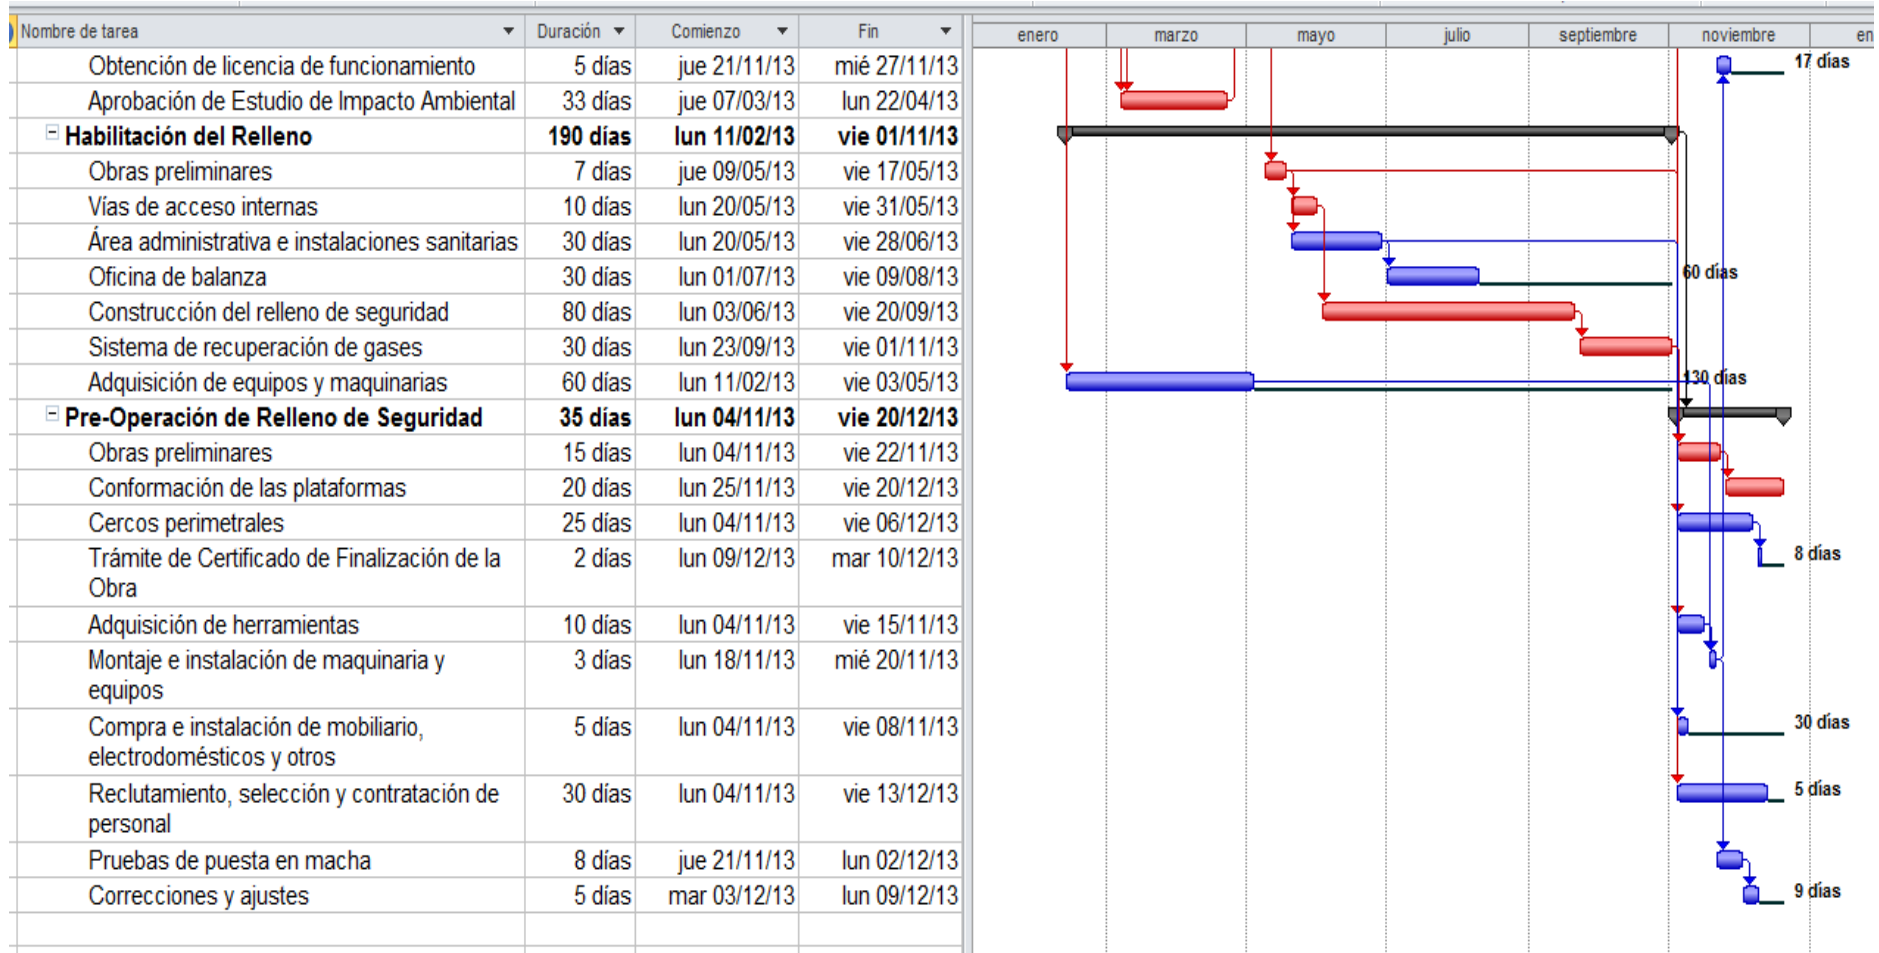 Nombre de tarea Duración Comienzo Fin enero marzo mayo julio septiembre noviembre en
Obtención de licencia de funcionamiento 5 días jue 21/11/13 mié 27/11/13 17 días
Aprobación de Estudio de Impacto Ambiental 33 días jue 07/03/13 lun 22/04/13
Habilitación del Relleno 190 días lun 11/02/13 vie 01/11/13
Obras preliminares 7 días jue 09/05/13 vie 17/05/13
Vías de acceso internas 10 días lun 20/05/13 vie 31/05/13
Área administrativa e instalaciones sanitarias 30 días lun 20/05/13 vie 28/06/13
Oficina de balanza 30 días lun 01/07/13 vie 09/08/13 60 días
Construcción del relleno de seguridad 80 días lun 03/06/13 vie 20/09/13
Sistema de recuperación de gases 30 días lun 23/09/13 vie 01/11/13
Adquisición de equipos y maquinarias 60 días lun 11/02/13 vie 03/05/13 130 días
Pre-Operación de Relleno de Seguridad 35 días lun 04/11/13 vie 20/12/13
Obras preliminares 15 días lun 04/11/13 vie 22/11/13
Conformación de las plataformas 20 días lun 25/11/13 vie 20/12/13
Cercos perimetrales 25 días lun 04/11/13 vie 06/12/13
Trámite de Certificado de Finalización de la 2 días lun 09/12/13 mar 10/12/13 8 días
Obra
Adquisición de herramientas 10 días lun 04/11/13 vie 15/11/13
Montaje e instalación de maquinaria y 3 días lun 18/11/13 mié 20/11/13
equipos
Compra e instalación de mobiliario, 5 días lun 04/11/13 vie 08/11/13 30 días
electrodomésticos y otros
Reclutamiento, selección y contratación de 30 días lun 04/11/13 vie 13/12/13 5 días
personal
Pruebas de puesta en macha 8 días jue 21/11/13 lun 02/12/13
Correcciones y ajustes 5 días mar 03/12/13 lun 09/12/13 9 días